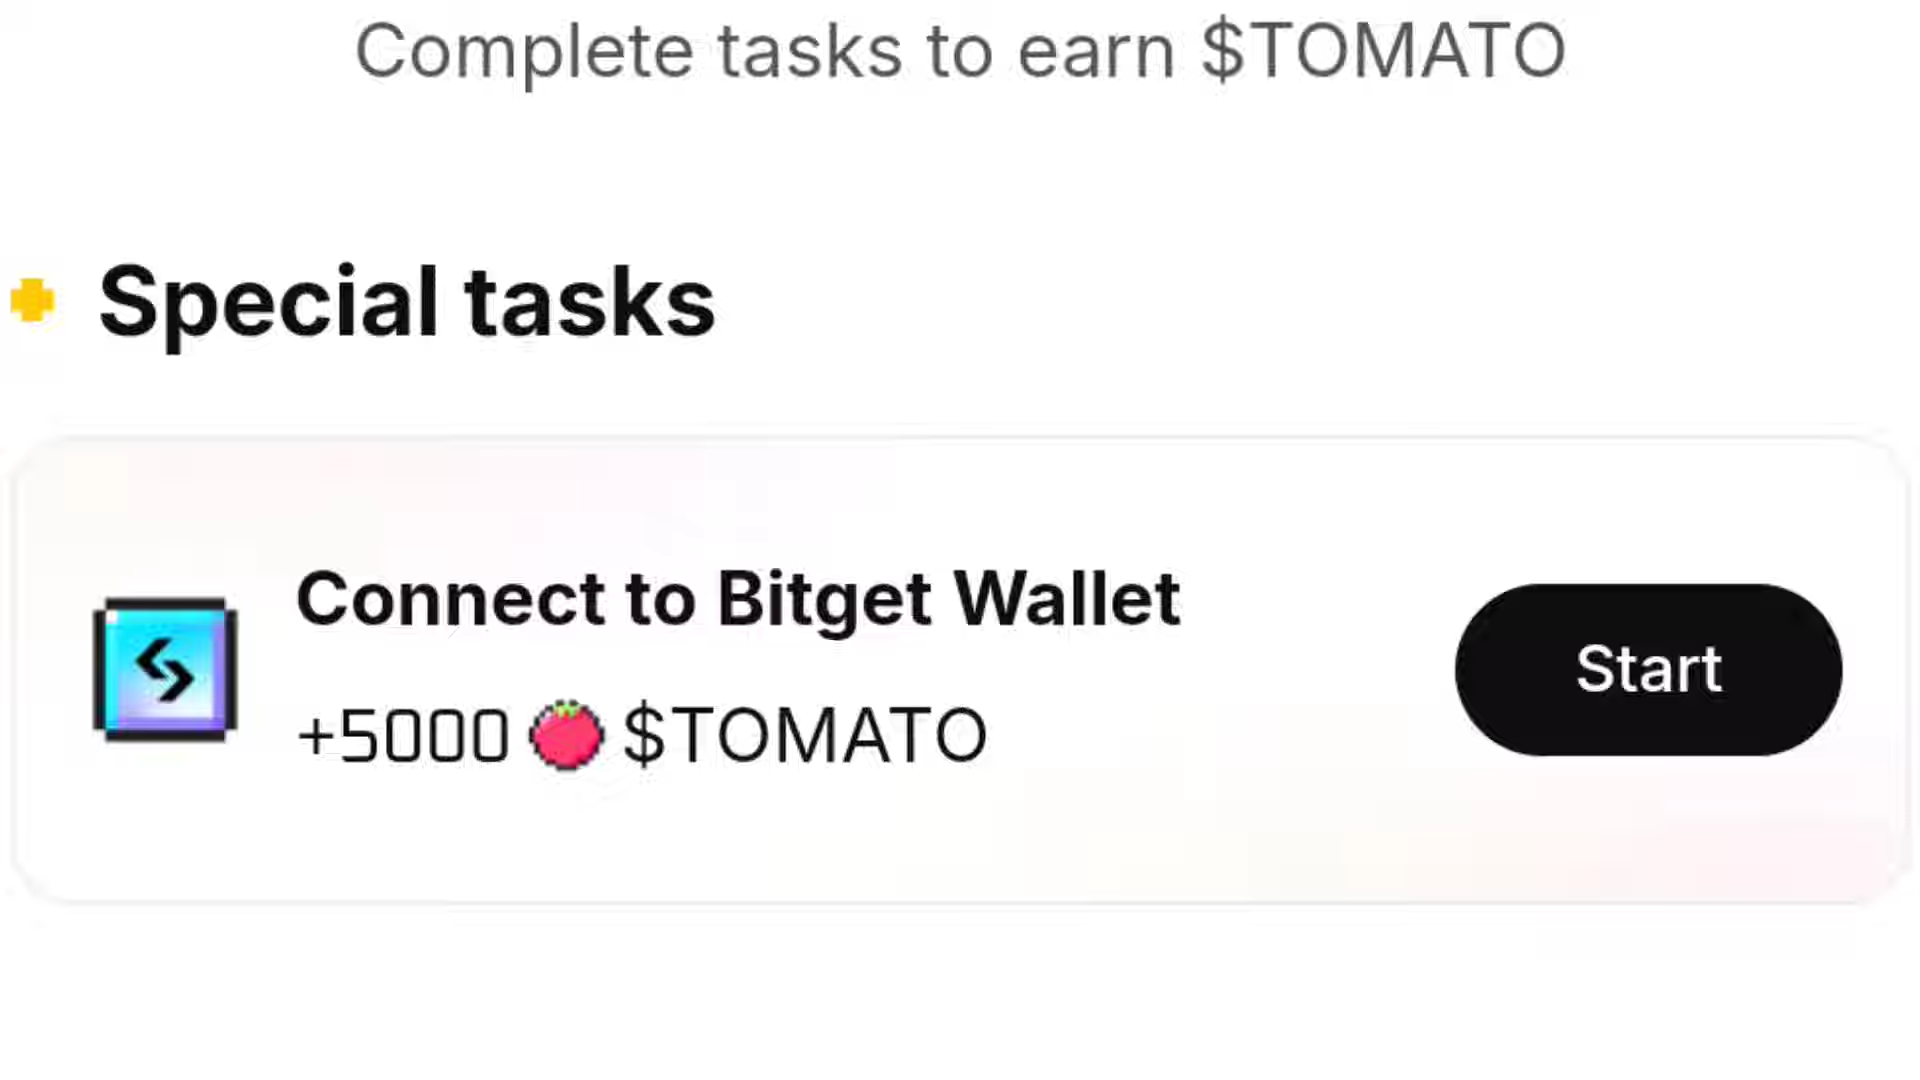 Complete tasks to earn $TOMATO
Special tasks
Connect to Bitget Wallet
+5000 $TOMATO
Start